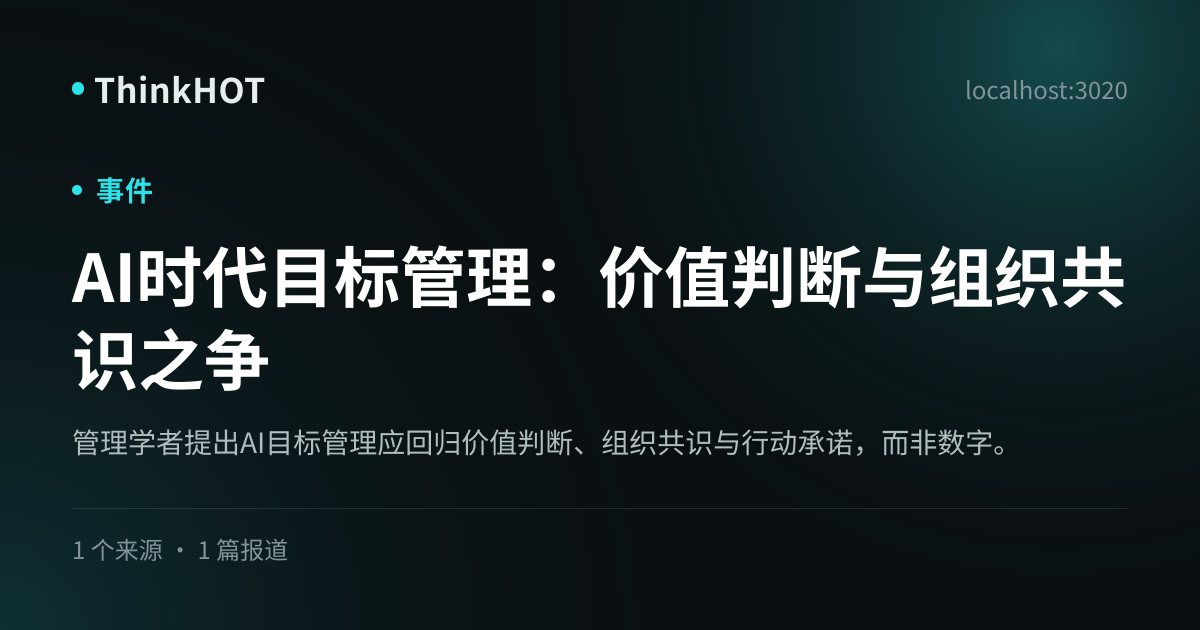 ThinkHOT
localhost:3020
事件
AI时代目标管理：价值判断与组织共
识之争
管理学者提出AI目标管理应回归价值判断、组织共识与行动承诺，而非数字。
1 个来源 · 1 篇报道